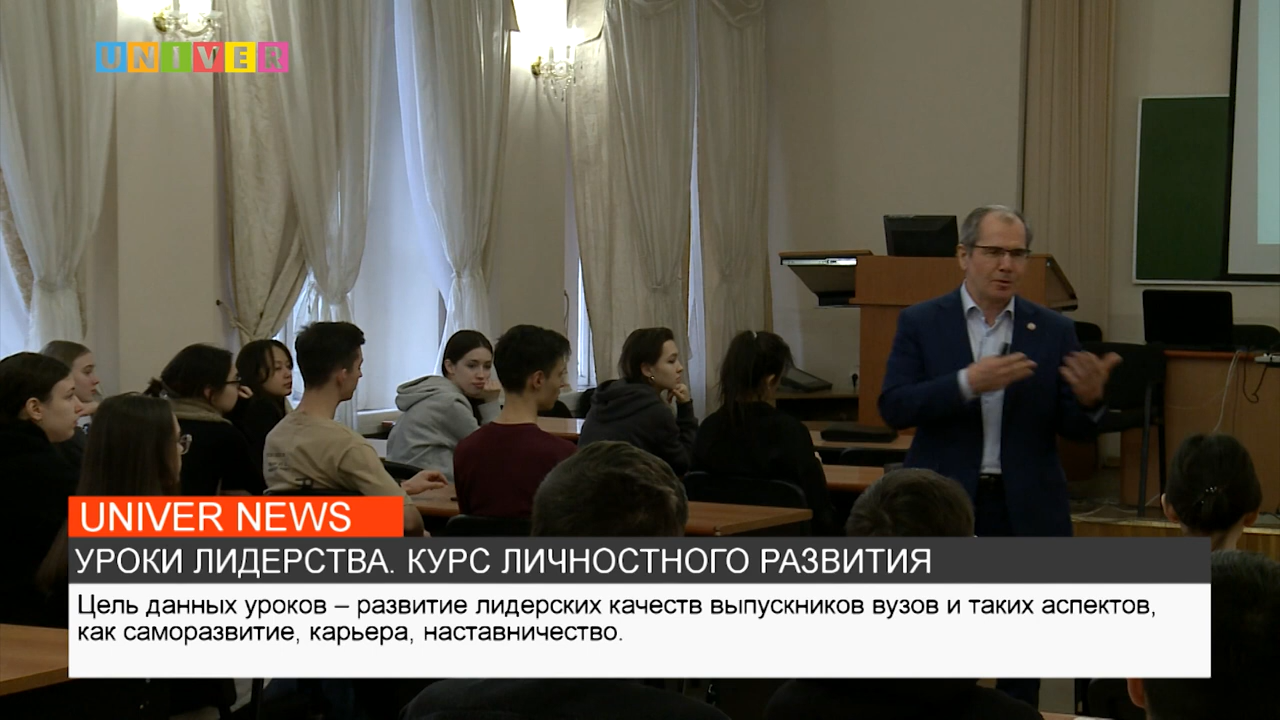 UNIVER
UNIVER NEWS
УРОКИ ЛИДЕРСТВА. КУРС ЛИЧНОСТНОГО РАЗВИТИЯ
Цель данных уроков – развитие лидерских качеств выпускников вузов и таких аспектов,
как саморазвитие, карьера, наставничество.